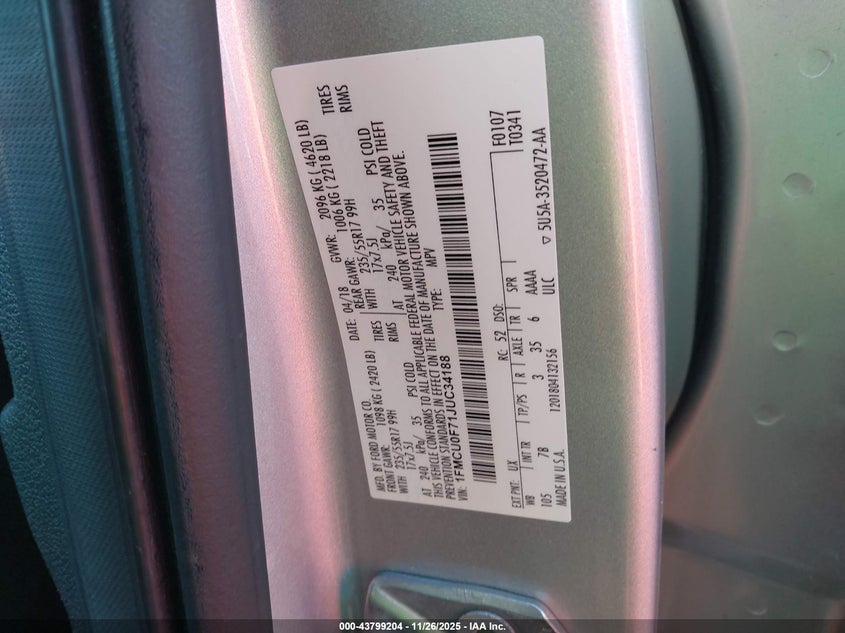 MFD. BY FORD MOTOR CO.
DATE: 04/18 GVWR: 2096 KG ( 4620 LB)
FRONT GAWR: 1098 KG ( 2420 LB) REAR GAWR: 1006 KG ( 2218 LB)
235/55R17 99H TIRES WITH 235/55R17 99H TIRES
WITH 17x7.5J RIMS 17x7.5J RIMS
AT 240 kPa/ 35 PSI COLD AT 240 kPa/ 35 PSI COLD
THIS VEHICLE CONFORMS TO ALL APPLICABLE FEDERAL MOTOR VEHICLE SAFETY AND THEFT
PREVENTION STANDARDS IN EFFECT ON THE DATE OF MANUFACTURE SHOWN ABOVE.
VIN: 1FMCU0F71JUC34188 TYPE: MPV
F0107
T0341
EXT PNT: UX RC: 52 DSO:
WB INT TR TP/PS R AXLE TR SPR
105 7B 3 35 6 AAAA
MADE IN U.S.A. 1201804132156 ULC
5U5A-3520472-AA
000-43799204 - 11/26/2025 - IAA Inc.